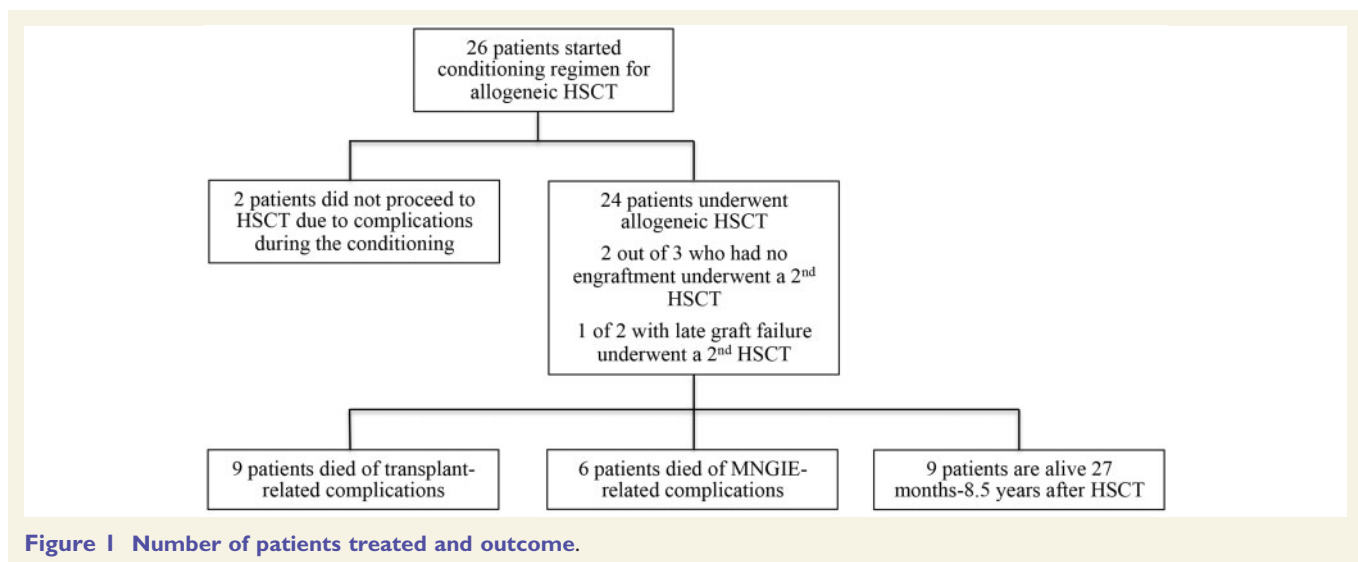 26 patients started
conditioning regimen for
allogeneic HSCT
2 patients did not proceed to
HSCT due to complications
during the conditioning
24 patients underwent
allogeneic HSCT
2 out of 3 who had no
engraftment underwent a 2nd
HSCT
1 of 2 with late graft failure
underwent a 2nd HSCT
9 patients died of transplant-
related complications
6 patients died of MNGIE-
related complications
9 patients are alive 27
months-8.5 years after HSCT
Figure 1 Number of patients treated and outcome.